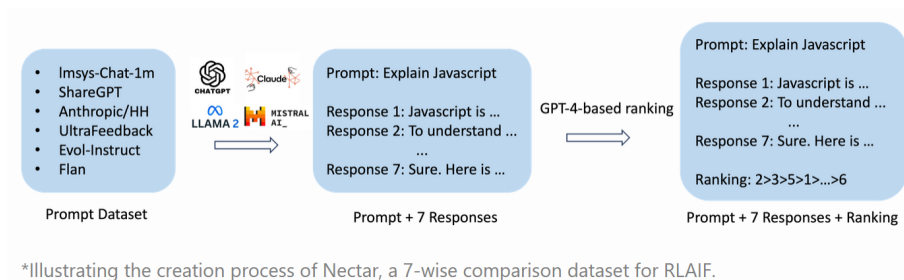 • lmsys-Chat-1m
• ShareGPT
• Anthropic/HH
• UltraFeedback
• Evol-Instruct
• Flan
Prompt Dataset
CHATGPT
Claude
LLAMA 2
MISTRAL
AI_
Prompt: Explain Javascript
Response 1: Javascript is ...
Response 2: To understand ...
...
Response 7: Sure. Here is ...
Prompt + 7 Responses
GPT-4-based ranking
Prompt: Explain Javascript
Response 1: Javascript is ...
Response 2: To understand ...
...
Response 7: Sure. Here is ...
Ranking: 2>3>5>1>...>6
Prompt + 7 Responses + Ranking
*Illustrating the creation process of Nectar, a 7-wise comparison dataset for RLAIF.